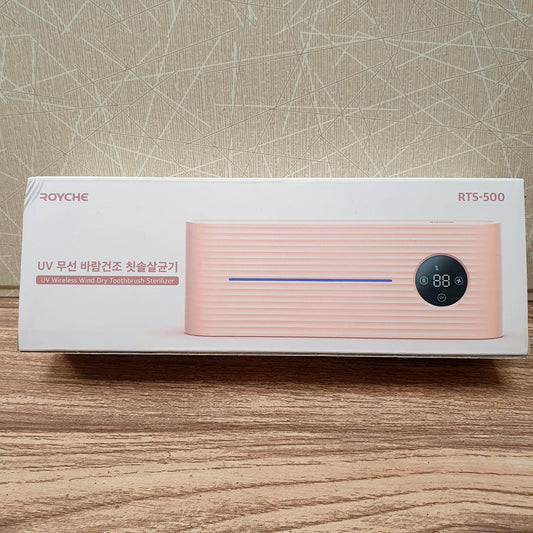 ROYCHE
RTS-500
UV 무선 바람건조 칫솔살균기
UV Wireless Wind Dry Toothbrush Sterilizer
88
UV